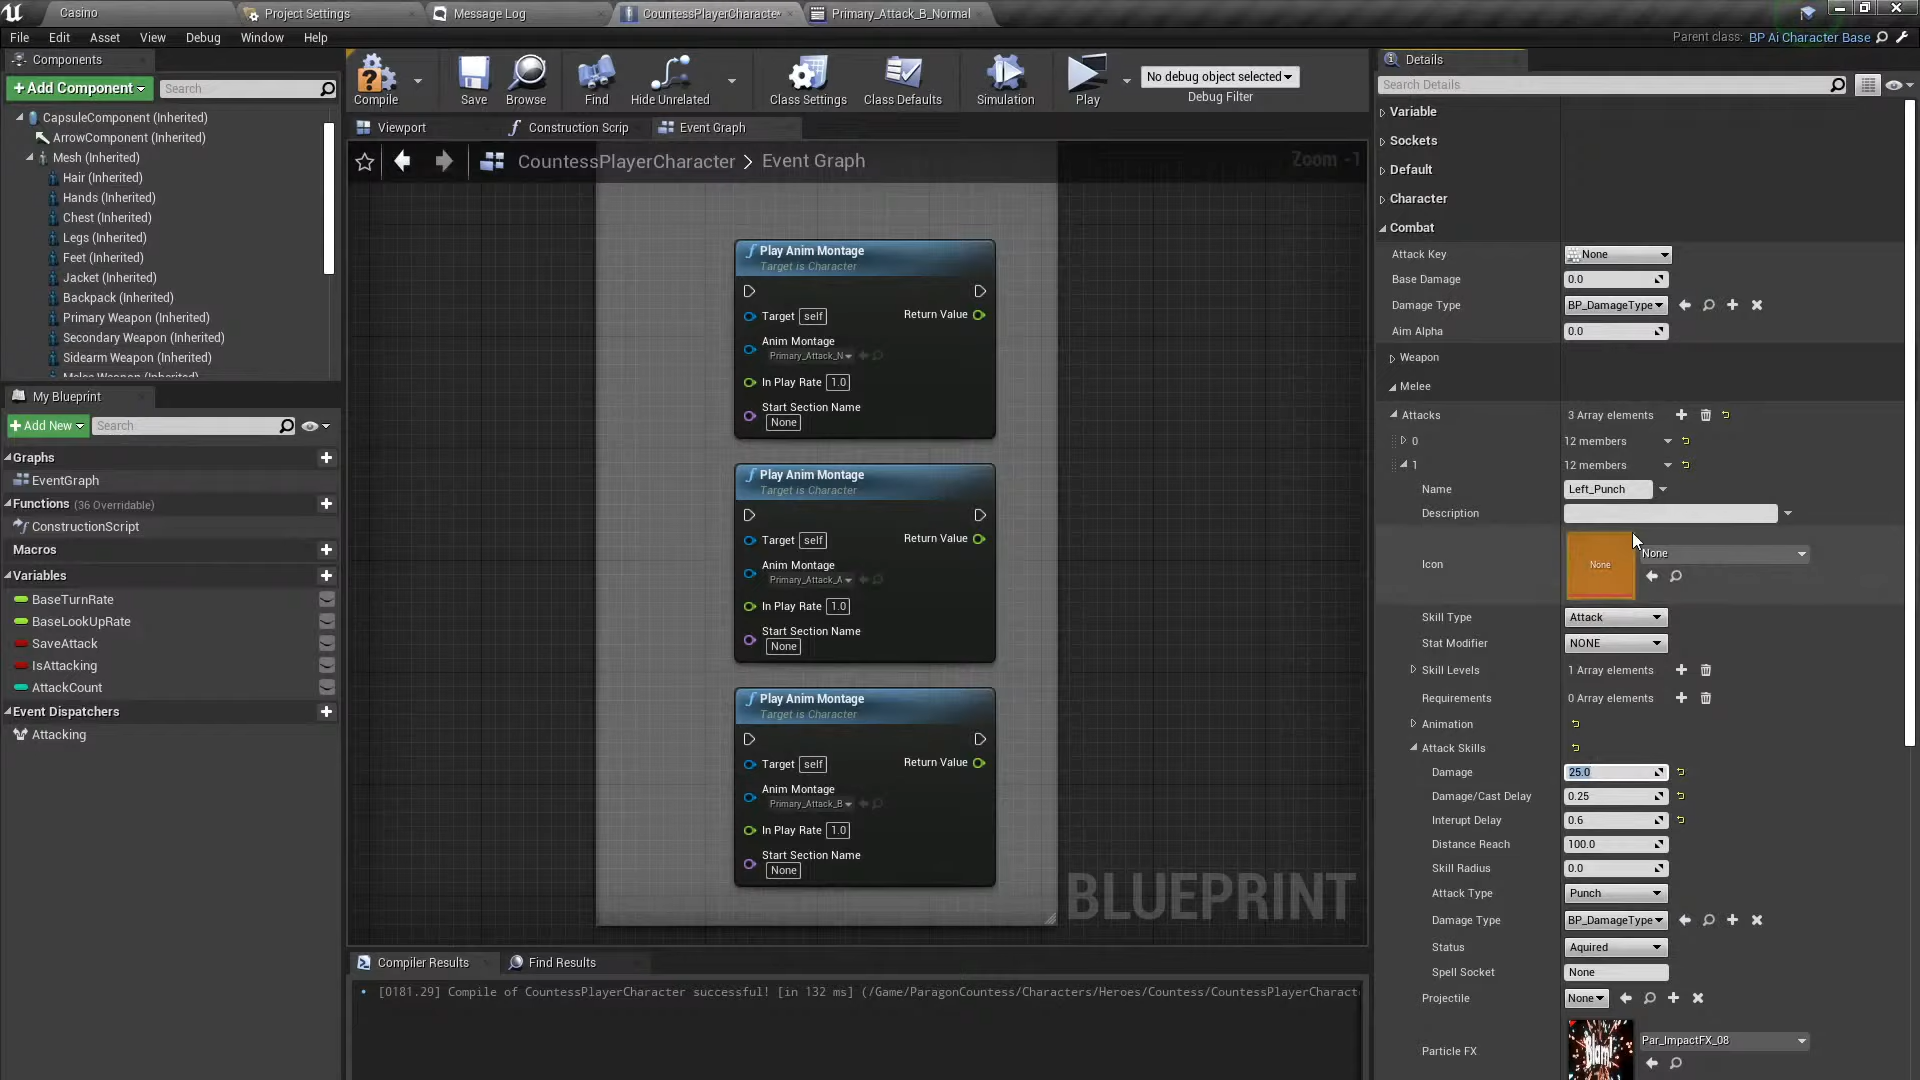 Casino
Project Settings
Message Log
CountessPlayerCharacte
Primary_Attack_B_Normal
File Edit Asset View Debug Window Help
Parent class: BP Ai Character Base
Components
+Add Component
Search
CapsuleComponent (Inherited)
ArrowComponent (Inherited)
Mesh (Inherited)
Hair (Inherited)
Hands (Inherited)
Chest (Inherited)
Legs (Inherited)
Feet (Inherited)
Jacket (Inherited)
Backpack (Inherited)
Primary Weapon (Inherited)
Secondary Weapon (Inherited)
Sidearm Weapon (Inherited)
Melee Weapon (Inherited)
My Blueprint
+Add New
Search
Graphs
EventGraph
Functions (36 Overridable)
ConstructionScript
Macros
Variables
BaseTurnRate
BaseLookUpRate
SaveAttack
IsAttacking
AttackCount
Event Dispatchers
Attacking
Compile
Save
Browse
Find
Hide Unrelated
Class Settings
Class Defaults
Simulation
Play
No debug object selected
Debug Filter
Viewport
Construction Scrip
Event Graph
CountessPlayerCharacter > Event Graph
Zoom -1
Play Anim Montage
Target is Character
Target self
Return Value
Anim Montage
Primary_Attack_N
In Play Rate 1.0
Start Section Name
None
Play Anim Montage
Target is Character
Target self
Return Value
Anim Montage
Primary_Attack_A
In Play Rate 1.0
Start Section Name
None
Play Anim Montage
Target is Character
Target self
Return Value
Anim Montage
Primary_Attack_B
In Play Rate 1.0
Start Section Name
None
BLUEPRINT
Compiler Results
Find Results
[0181.29] Compile of CountessPlayerCharacter successful! [in 132 ms] (/Game/ParagonCountess/Characters/Heroes/Countess/CountessPlayerCharact
Details
Search Details
Variable
Sockets
Default
Character
Combat
Attack Key None
Base Damage 0.0
Damage Type BP_DamageType
Aim Alpha 0.0
Weapon
Melee
Attacks 3 Array elements
0 12 members
1 12 members
Name Left_Punch
Description
Icon None None
Skill Type Attack
Stat Modifier NONE
Skill Levels 1 Array elements
Requirements 0 Array elements
Animation
Attack Skills
Damage 25.0
Damage/Cast Delay 0.25
Interupt Delay 0.6
Distance Reach 100.0
Skill Radius 0.0
Attack Type Punch
Damage Type BP_DamageType
Status Aquired
Spell Socket None
Projectile None
Particle FX Blam! Par_ImpactFX_08